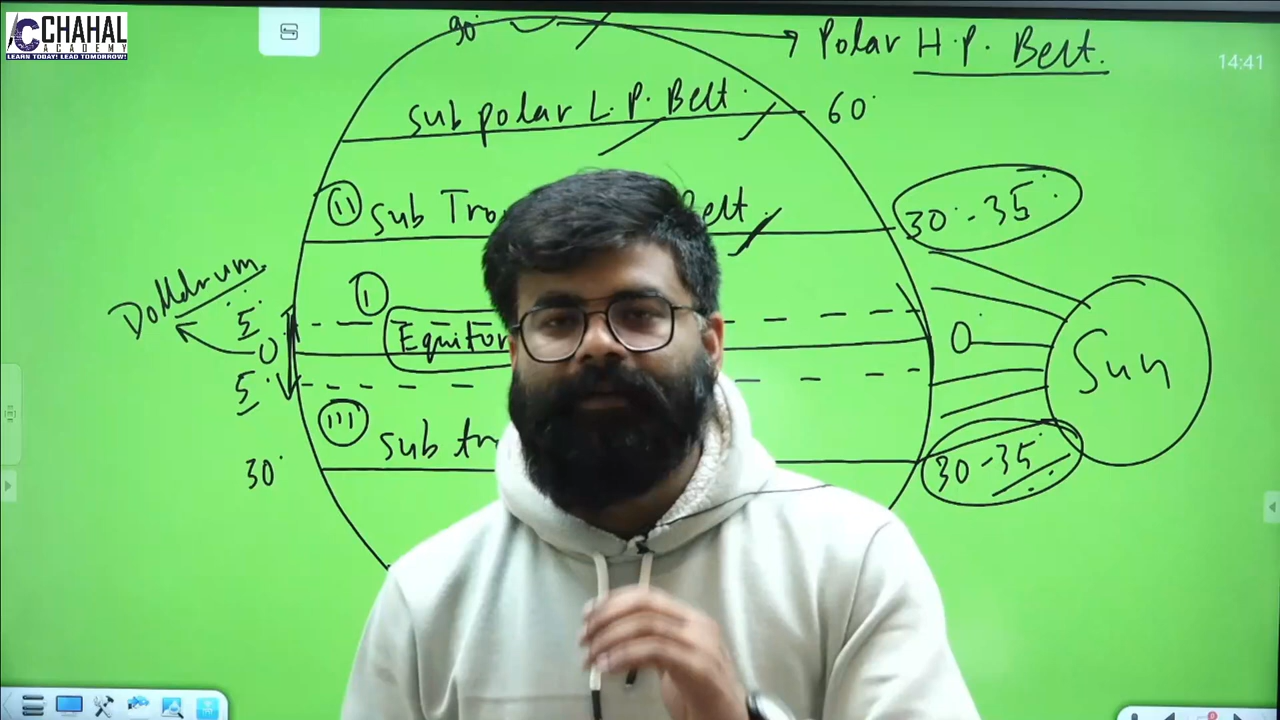 CHAHAL
ACADEMY
LEARN TODAY! LEAD TOMORROW!
90°
Polar H.P. Belt.
14:41
Sub polar L.P. Belt.
60°
(II) Sub Tro
Belt.
30°-35°
Dolldrum
5°
(I)
Equitor
0°
0°
Sun
5°
(III) Sub tr
30°
30-35°